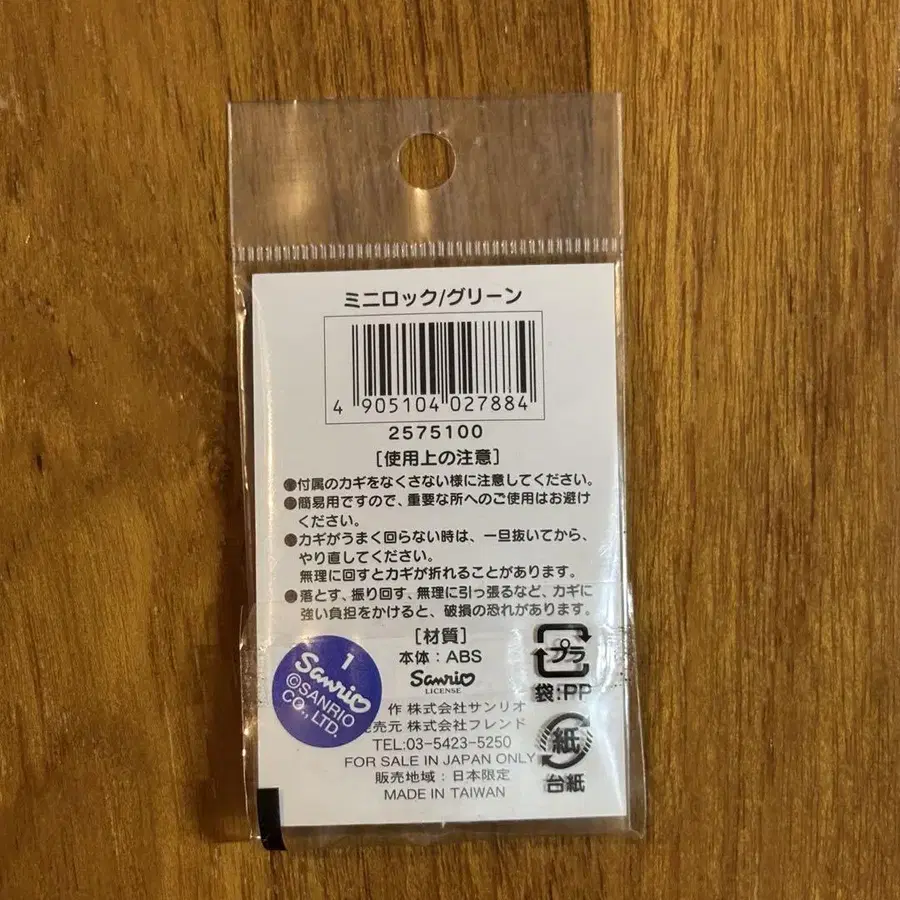 ミニロック/グリーン
4 905104 027884
2575100
[使用上の注意]
●付属のカギをなくさない様に注意してください。
●簡易用ですので、重要な所へのご使用はお避け
ください。
●カギがうまく回らない時は、一旦抜いてから、
やり直してください。
無理に回すとカギが折れることがあります。
●落とす、振り回す、無理に引っ張るなど、カギに
強い負担をかけると、破損の恐れがあります。
[材質]
本体:ABS
Sanrio
LICENSE
作 株式会社サンリオ
売元 株式会社フレンド
TEL:03-5423-5250
FOR SALE IN JAPAN ONLY
販売地域:日本限定
MADE IN TAIWAN
1
Sanrio
©SANRIO
CO., LTD.
プラ
袋:PP
紙
台紙